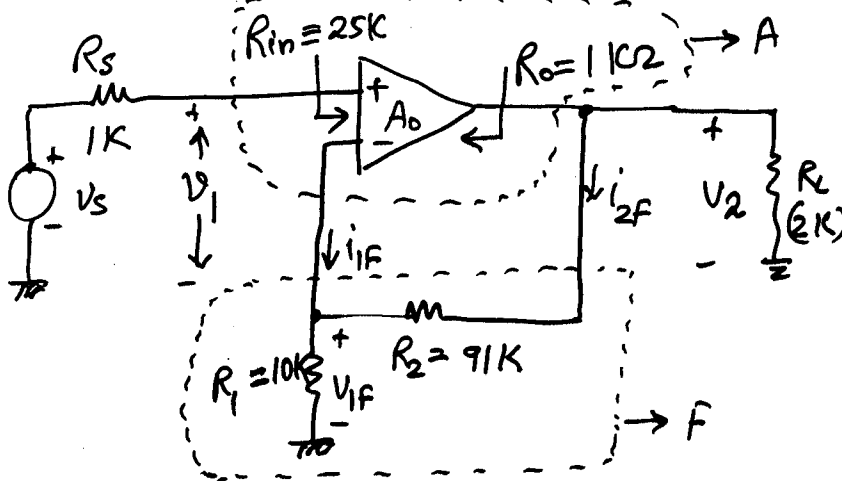 Rin = 25K
A
Rs
Ro = 1 KΩ
+
A0
1K
+
−
+
+
Vs
−
v1
i2F
V2
RL
(2K)
i1F
−
−
R1 = 10K
+
V1F
−
R2 = 91K
F